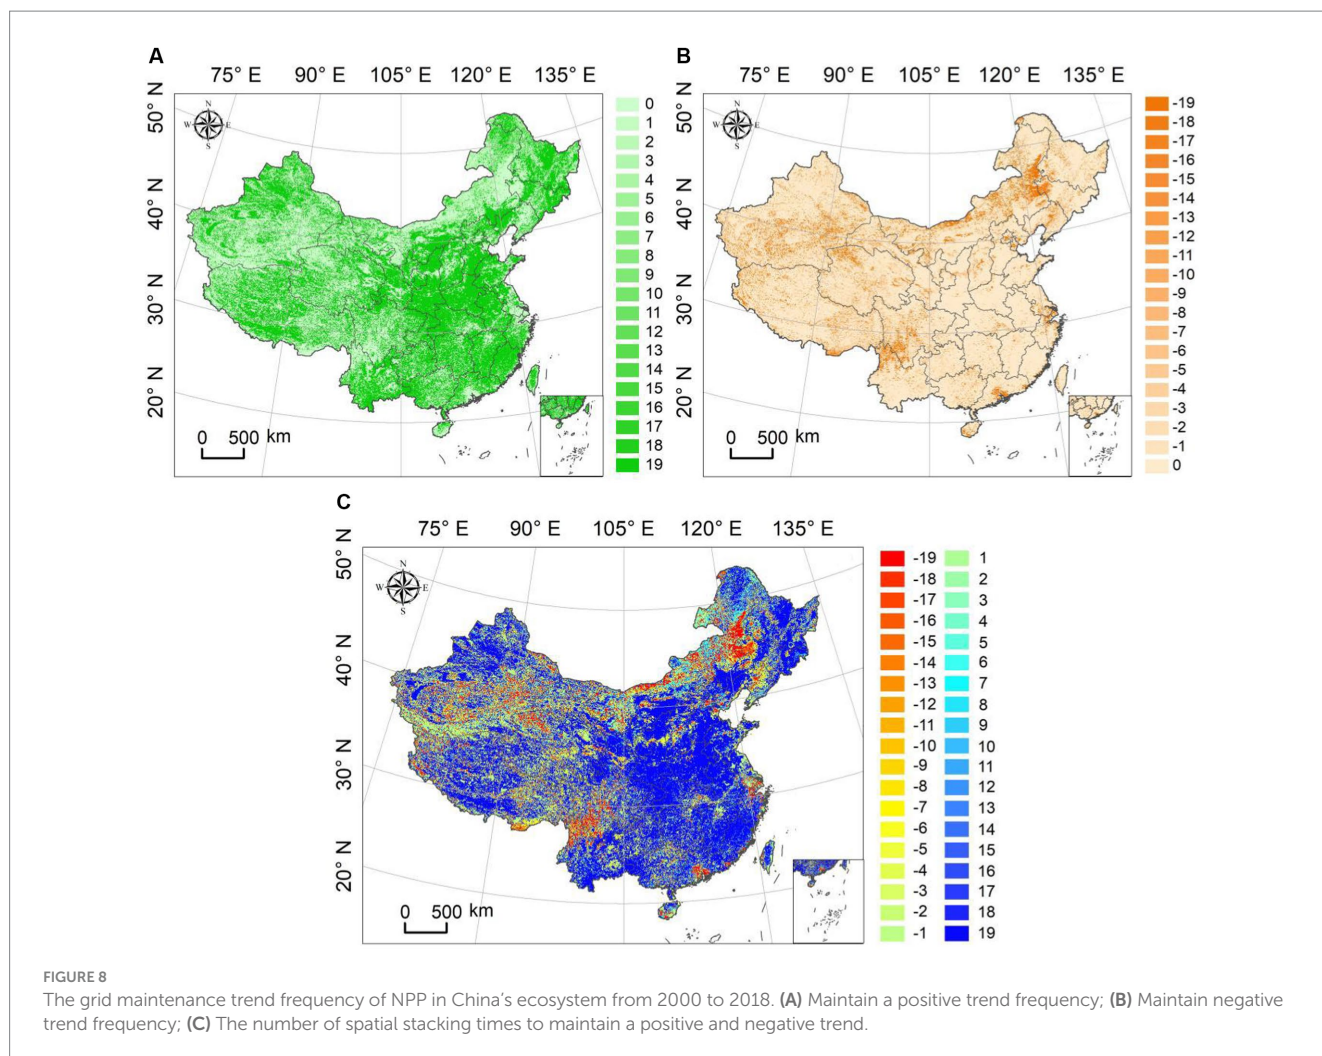 A
75° E 90° E 105° E 120° E 135° E
50° N
40° N
30° N
20° N
N
W E
S
0 500 km
0
1
2
3
4
5
6
7
8
9
10
11
12
13
14
15
16
17
18
19
B
75° E 90° E 105° E 120° E 135° E
50° N
40° N
30° N
20° N
N
W E
S
0 500 km
-19
-18
-17
-16
-15
-14
-13
-12
-11
-10
-9
-8
-7
-6
-5
-4
-3
-2
-1
0
C
75° E 90° E 105° E 120° E 135° E
50° N
40° N
30° N
20° N
N
W E
S
0 500 km
-19 1
-18 2
-17 3
-16 4
-15 5
-14 6
-13 7
-12 8
-11 9
-10 10
-9 11
-8 12
-7 13
-6 14
-5 15
-4 16
-3 17
-2 18
-1 19
FIGURE 8
The grid maintenance trend frequency of NPP in China's ecosystem from 2000 to 2018. (A) Maintain a positive trend frequency; (B) Maintain negative
trend frequency; (C) The number of spatial stacking times to maintain a positive and negative trend.